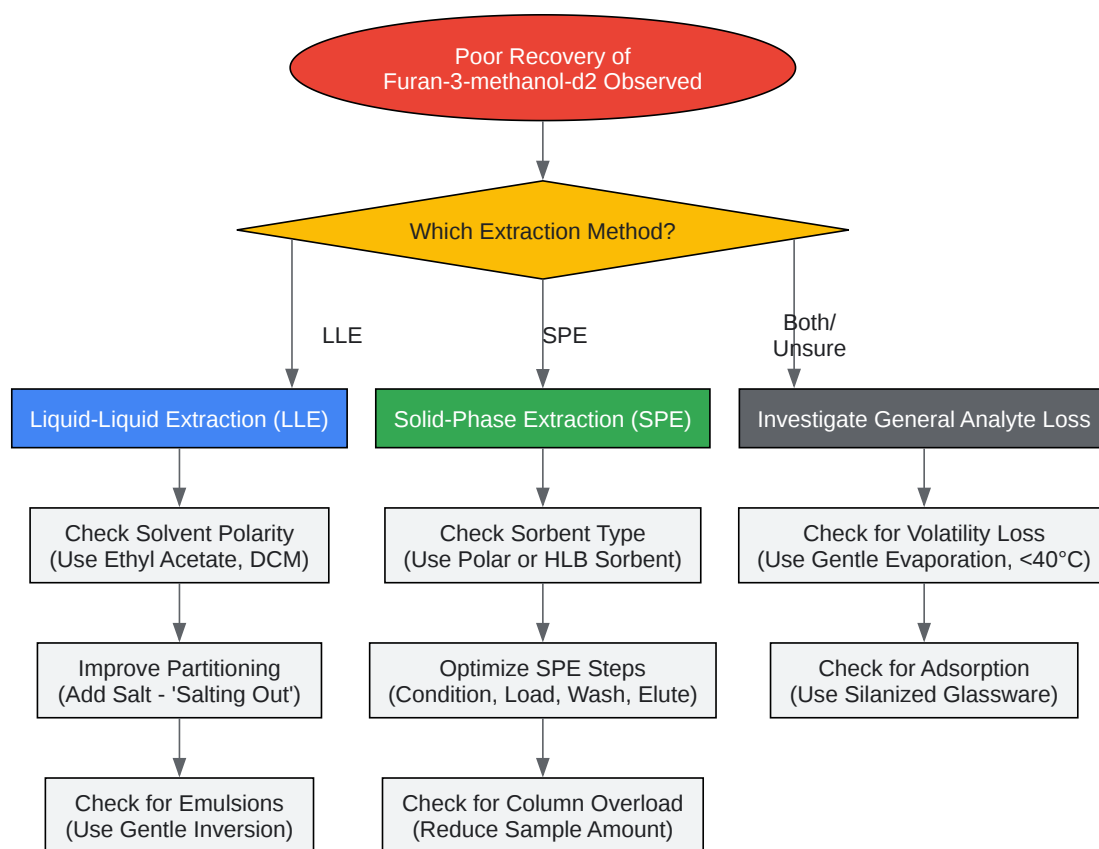 Poor Recovery of
Furan-3-methanol-d2 Observed
Which Extraction Method?
LLE
SPE
Both/
Unsure
Liquid-Liquid Extraction (LLE)
Solid-Phase Extraction (SPE)
Investigate General Analyte Loss
Check Solvent Polarity
(Use Ethyl Acetate, DCM)
Check Sorbent Type
(Use Polar or HLB Sorbent)
Check for Volatility Loss
(Use Gentle Evaporation, <40°C)
Improve Partitioning
(Add Salt - 'Salting Out')
Optimize SPE Steps
(Condition, Load, Wash, Elute)
Check for Adsorption
(Use Silanized Glassware)
Check for Emulsions
(Use Gentle Inversion)
Check for Column Overload
(Reduce Sample Amount)